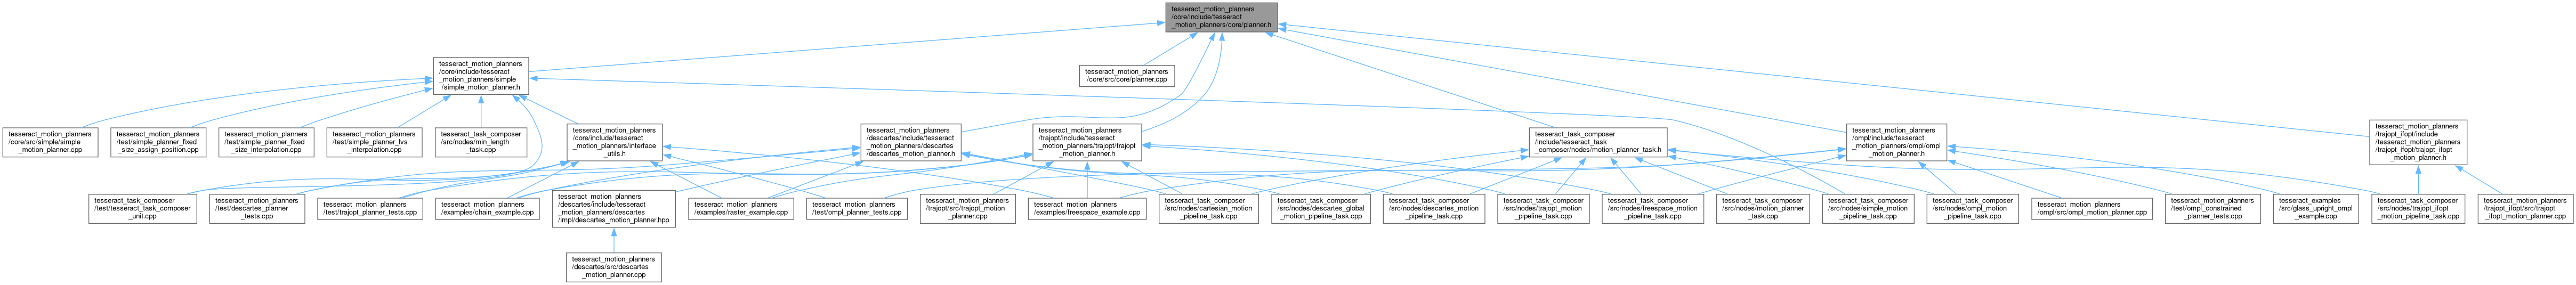 tesseract_motion_planners
/core/include/tesseract
_motion_planners/core/planner.h
tesseract_motion_planners
/core/include/tesseract
_motion_planners/simple
/simple_motion_planner.h
tesseract_motion_planners
/core/src/core/planner.cpp
tesseract_motion_planners
/core/src/simple/simple
_motion_planner.cpp
tesseract_motion_planners
/test/simple_planner_fixed
_size_assign_position.cpp
tesseract_motion_planners
/test/simple_planner_fixed
_size_interpolation.cpp
tesseract_motion_planners
/test/simple_planner_lvs
_interpolation.cpp
tesseract_task_composer
/src/nodes/min_length
_task.cpp
tesseract_motion_planners
/core/include/tesseract
_motion_planners/interface
_utils.h
tesseract_motion_planners
/descartes/include/tesseract
_motion_planners/descartes
/descartes_motion_planner.h
tesseract_motion_planners
/trajopt/include/tesseract
_motion_planners/trajopt/trajopt
_motion_planner.h
tesseract_task_composer
/include/tesseract_task
_composer/nodes/motion_planner_task.h
tesseract_motion_planners
/ompl/include/tesseract
_motion_planners/ompl/ompl
_motion_planner.h
tesseract_motion_planners
/trajopt_ifopt/include
/tesseract_motion_planners
/trajopt_ifopt/trajopt_ifopt
_motion_planner.h
tesseract_task_composer
/test/tesseract_task_composer
_unit.cpp
tesseract_motion_planners
/test/descartes_planner
_tests.cpp
tesseract_motion_planners
/test/trajopt_planner_tests.cpp
tesseract_motion_planners
/examples/chain_example.cpp
tesseract_motion_planners
/descartes/include/tesseract
_motion_planners/descartes
/impl/descartes_motion_planner.hpp
tesseract_motion_planners
/examples/raster_example.cpp
tesseract_motion_planners
/test/ompl_planner_tests.cpp
tesseract_motion_planners
/trajopt/src/trajopt_motion
_planner.cpp
tesseract_motion_planners
/examples/freespace_example.cpp
tesseract_task_composer
/src/nodes/cartesian_motion
_pipeline_task.cpp
tesseract_task_composer
/src/nodes/descartes_global
_motion_pipeline_task.cpp
tesseract_task_composer
/src/nodes/descartes_motion
_pipeline_task.cpp
tesseract_task_composer
/src/nodes/trajopt_motion
_pipeline_task.cpp
tesseract_task_composer
/src/nodes/freespace_motion
_pipeline_task.cpp
tesseract_task_composer
/src/nodes/motion_planner
_task.cpp
tesseract_task_composer
/src/nodes/simple_motion
_pipeline_task.cpp
tesseract_task_composer
/src/nodes/ompl_motion
_pipeline_task.cpp
tesseract_motion_planners
/ompl/src/ompl_motion_planner.cpp
tesseract_motion_planners
/test/ompl_constrained
_planner_tests.cpp
tesseract_examples
/src/glass_upright_ompl
_example.cpp
tesseract_task_composer
/src/nodes/trajopt_ifopt
_motion_pipeline_task.cpp
tesseract_motion_planners
/trajopt_ifopt/src/trajopt
_ifopt_motion_planner.cpp
tesseract_motion_planners
/descartes/src/descartes
_motion_planner.cpp